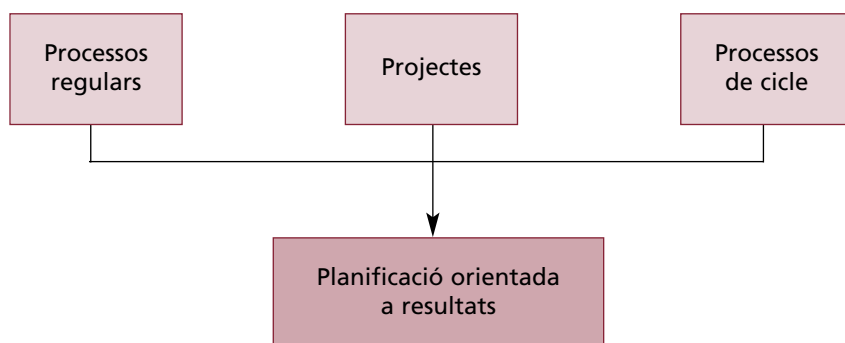 Processos
regulars
Projectes
Processos
de cicle
Planificació orientada
a resultats